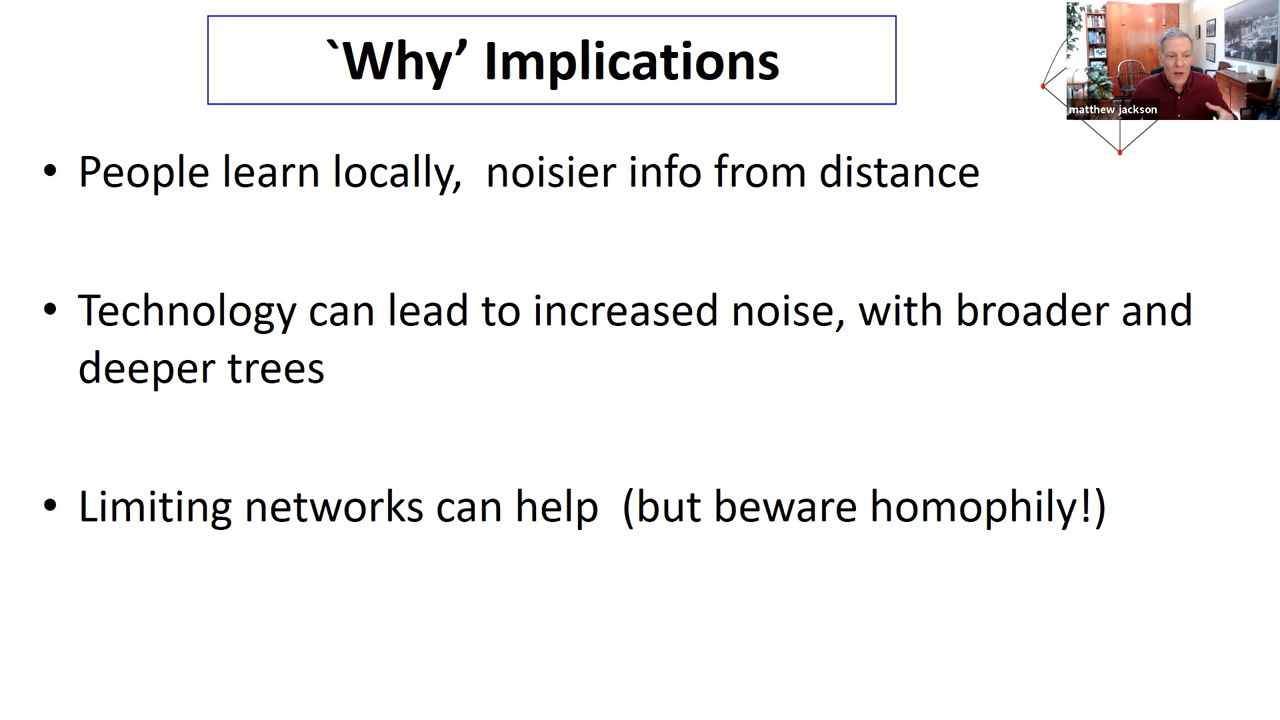 `Why’ Implications
matthew jackson
• People learn locally,  noisier info from distance
• Technology can lead to increased noise, with broader and
deeper trees
• Limiting networks can help  (but beware homophily!)